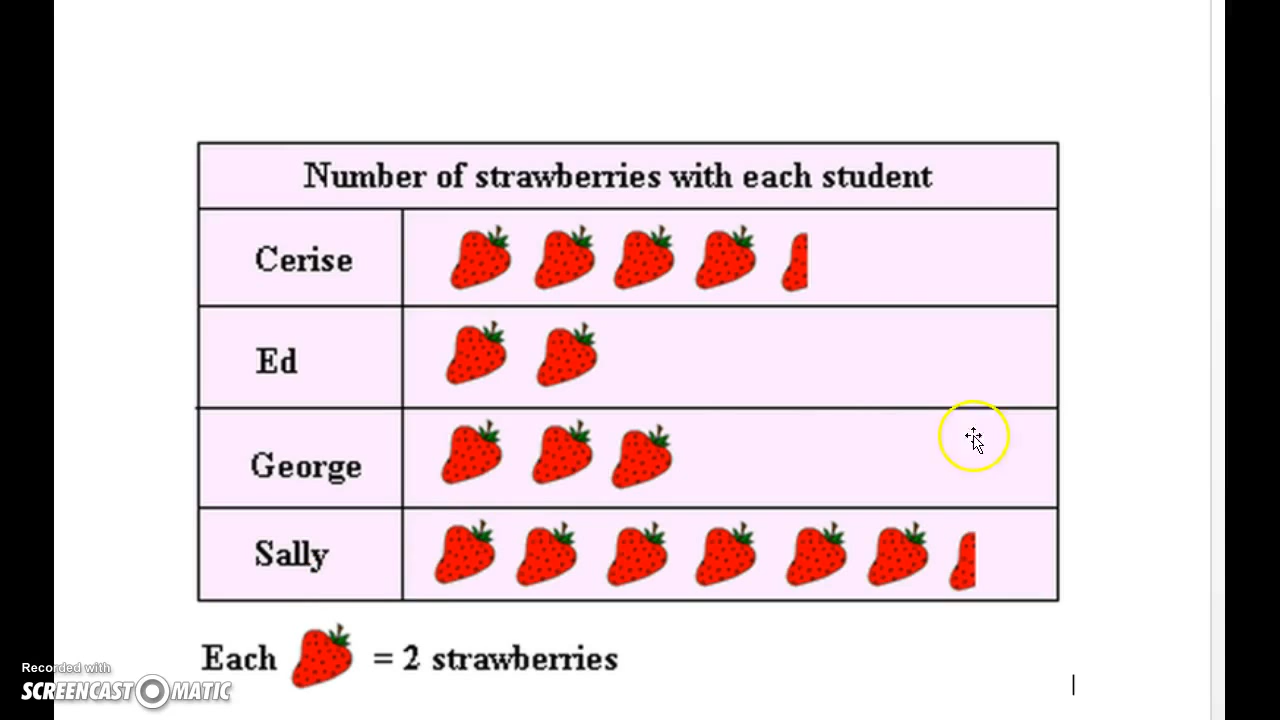 Number of strawberries with each student
Cerise
Ed
George
Sally
Each = 2 strawberries
Recorded with
SCREENCAST MATIC